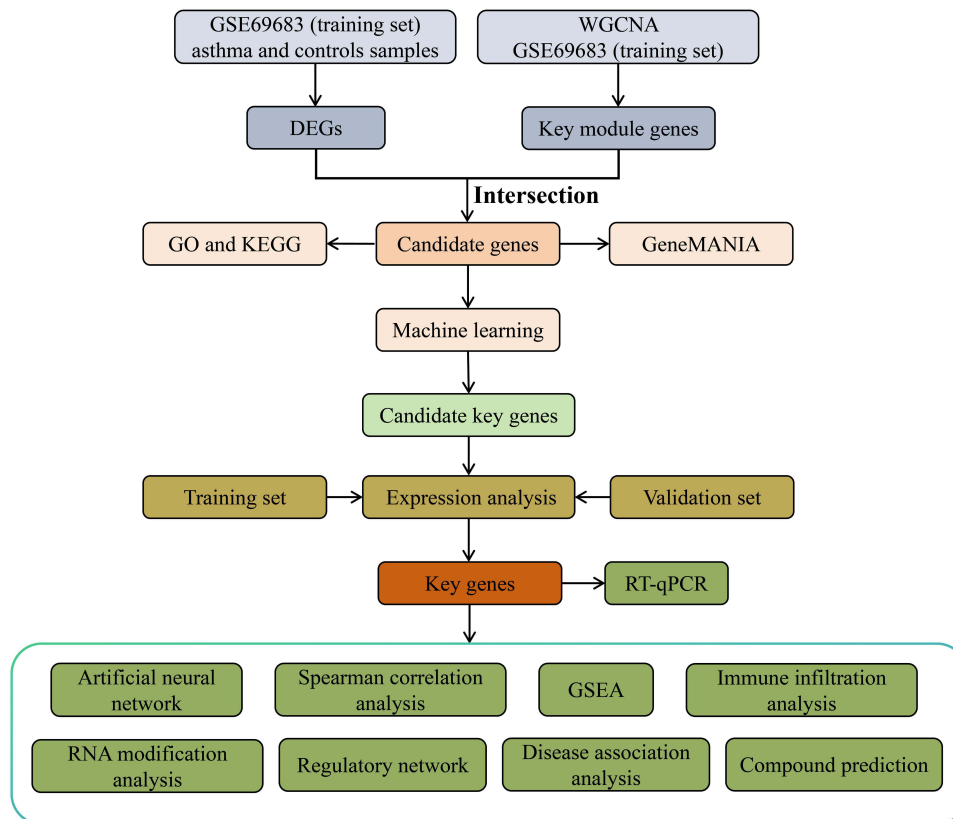 GSE69683 (training set)
asthma and controls samples
WGCNA
GSE69683 (training set)
DEGs
Key module genes
Intersection
GO and KEGG
Candidate genes
GeneMANIA
Machine learning
Candidate key genes
Training set
Expression analysis
Validation set
Key genes
RT-qPCR
Artificial neural
network
Spearman correlation
analysis
GSEA
Immune infiltration
analysis
RNA modification
analysis
Regulatory network
Disease association
analysis
Compound prediction